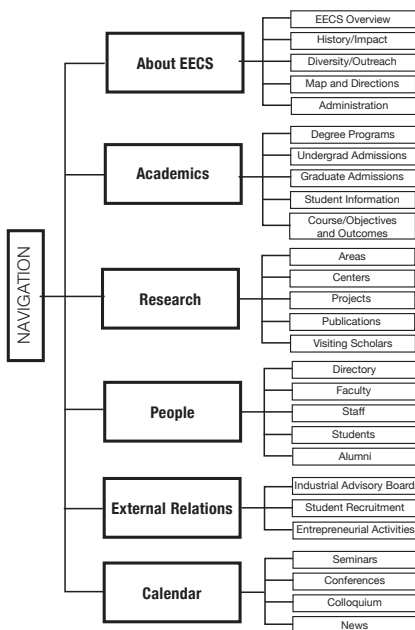 NAVIGATION
About EECS
EECS Overview
History/Impact
Diversity/Outreach
Map and Directions
Administration
Academics
Degree Programs
Undergrad Admissions
Graduate Admissions
Student Information
Course/Objectives
and Outcomes
Research
Areas
Centers
Projects
Publications
Visiting Scholars
People
Directory
Faculty
Staff
Students
Alumni
External Relations
Industrial Advisory Board
Student Recruitment
Entrepreneurial Activities
Calendar
Seminars
Conferences
Colloquium
News